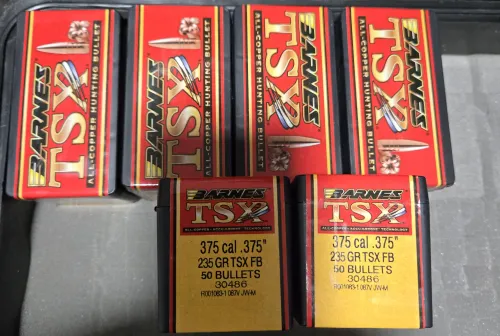 BARNES
TSX
ALL-COPPER HUNTING BULLET
BARNES
TSX
ALL-COPPER HUNTING BULLET
ALL-COPPER HUNTING BULLET
TSX
BARNES
ALL-COPPER HUNTING BULLET
TSX
BARNES
BARNES
TSX
375 cal .375"
235 GR TSX FB
50 BULLETS
30486
BARNES
TSX
375 cal .375"
235 GR TSX FB
50 BULLETS
30486